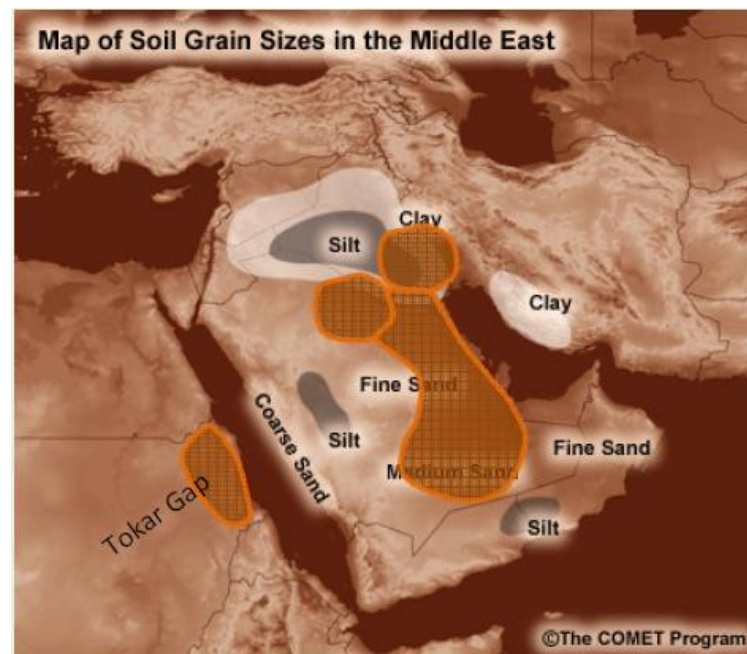 Map of Soil Grain Sizes in the Middle East
Clay
Silt
Clay
Fine Sand
Coarse Sand
Silt
Fine Sand
Medium Sand
Tokar Gap
Silt
©The COMET Program